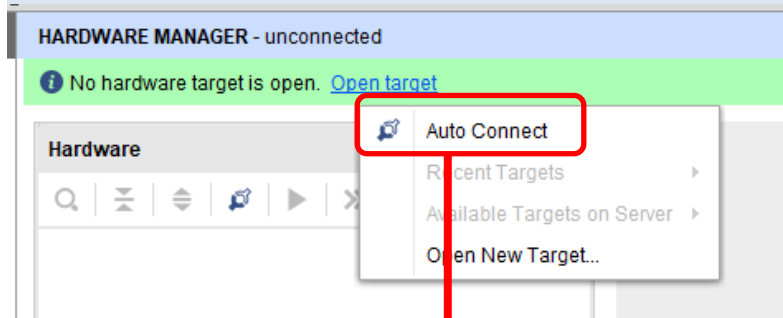 HARDWARE MANAGER - unconnected
No hardware target is open. Open target
Hardware
Auto Connect
Recent Targets
Available Targets on Server
Open New Target...